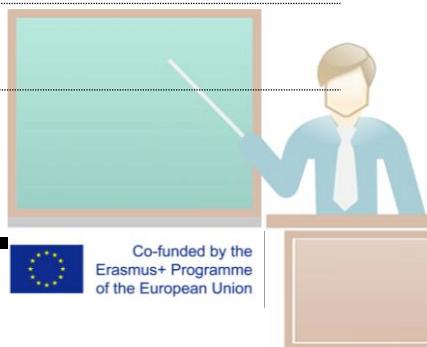 Co-funded by the
Erasmus+ Programme
of the European Union